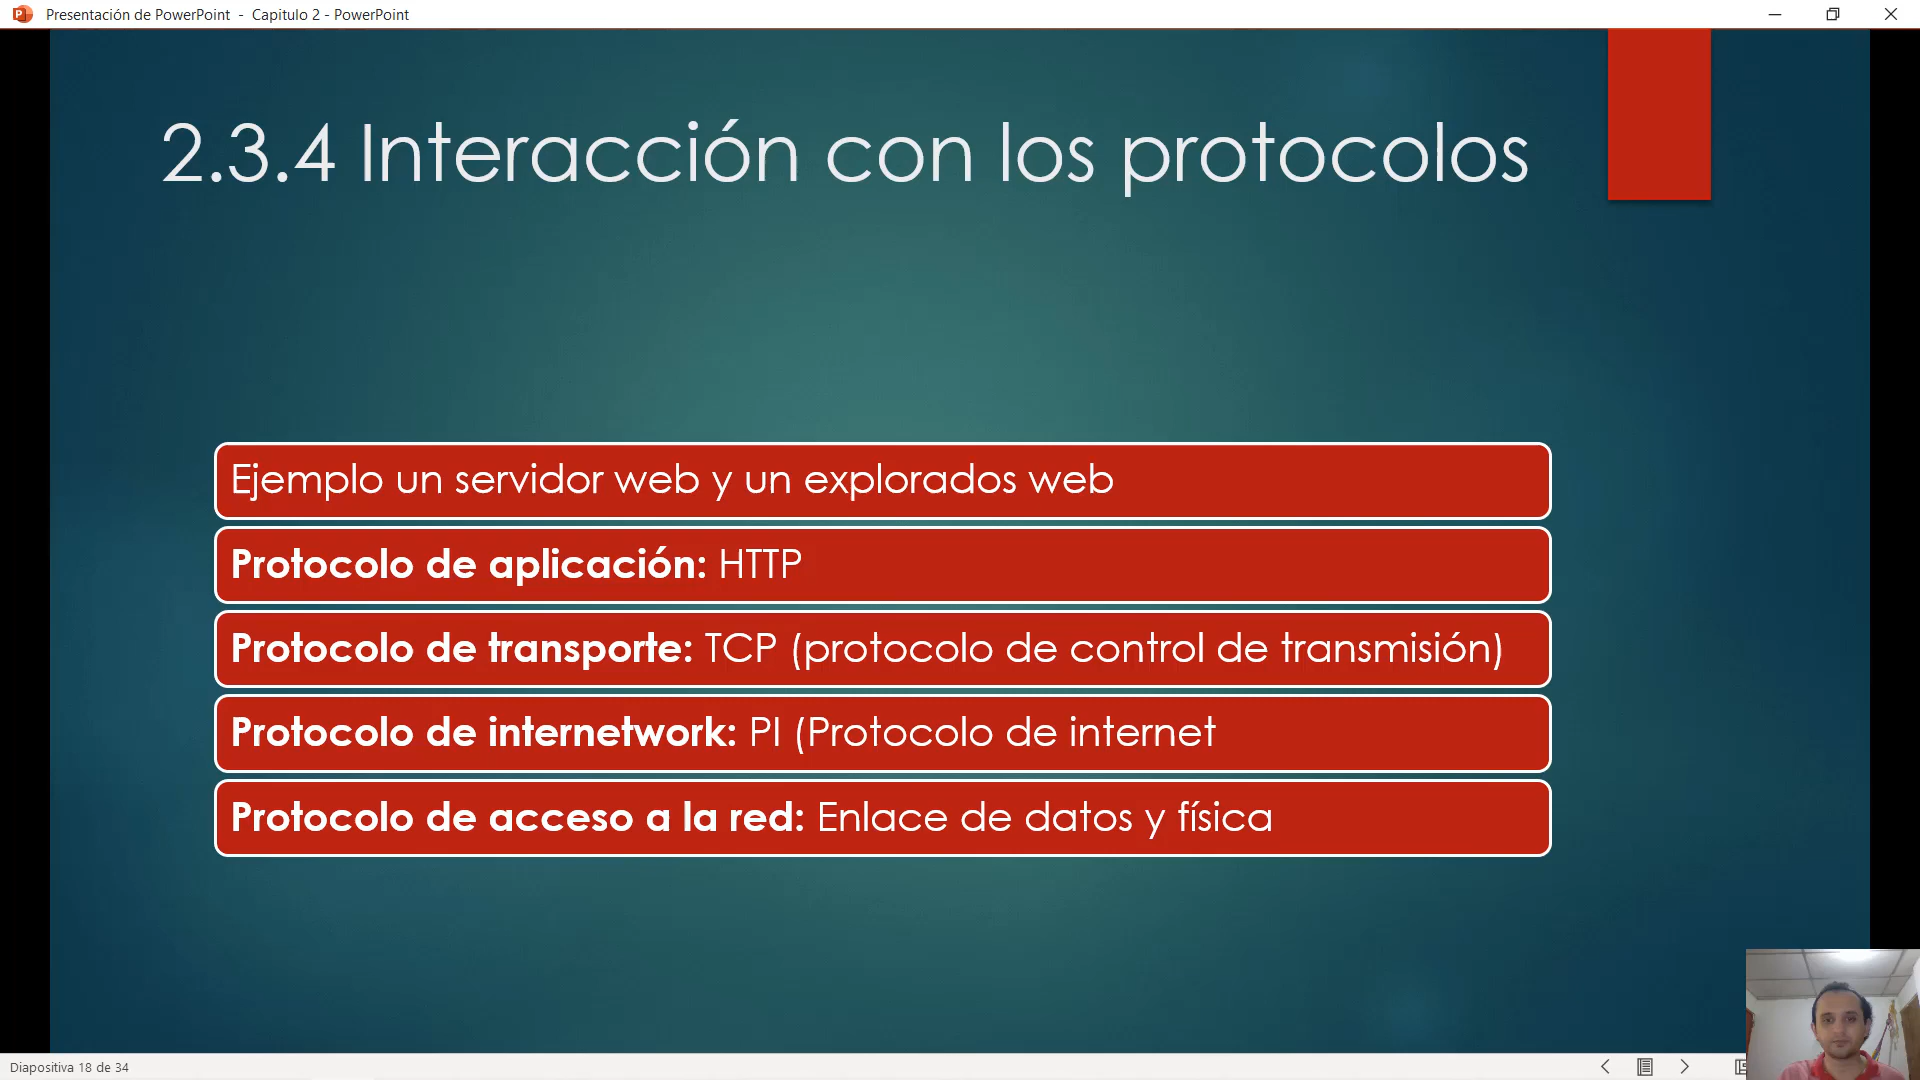 Presentación de PowerPoint - Capitulo 2 - PowerPoint
2.3.4 Interacción con los protocolos
Ejemplo un servidor web y un explorados web
Protocolo de aplicación: HTTP
Protocolo de transporte: TCP (protocolo de control de transmisión)
Protocolo de internetwork: PI (Protocolo de internet
Protocolo de acceso a la red: Enlace de datos y física
Diapositiva 18 de 34